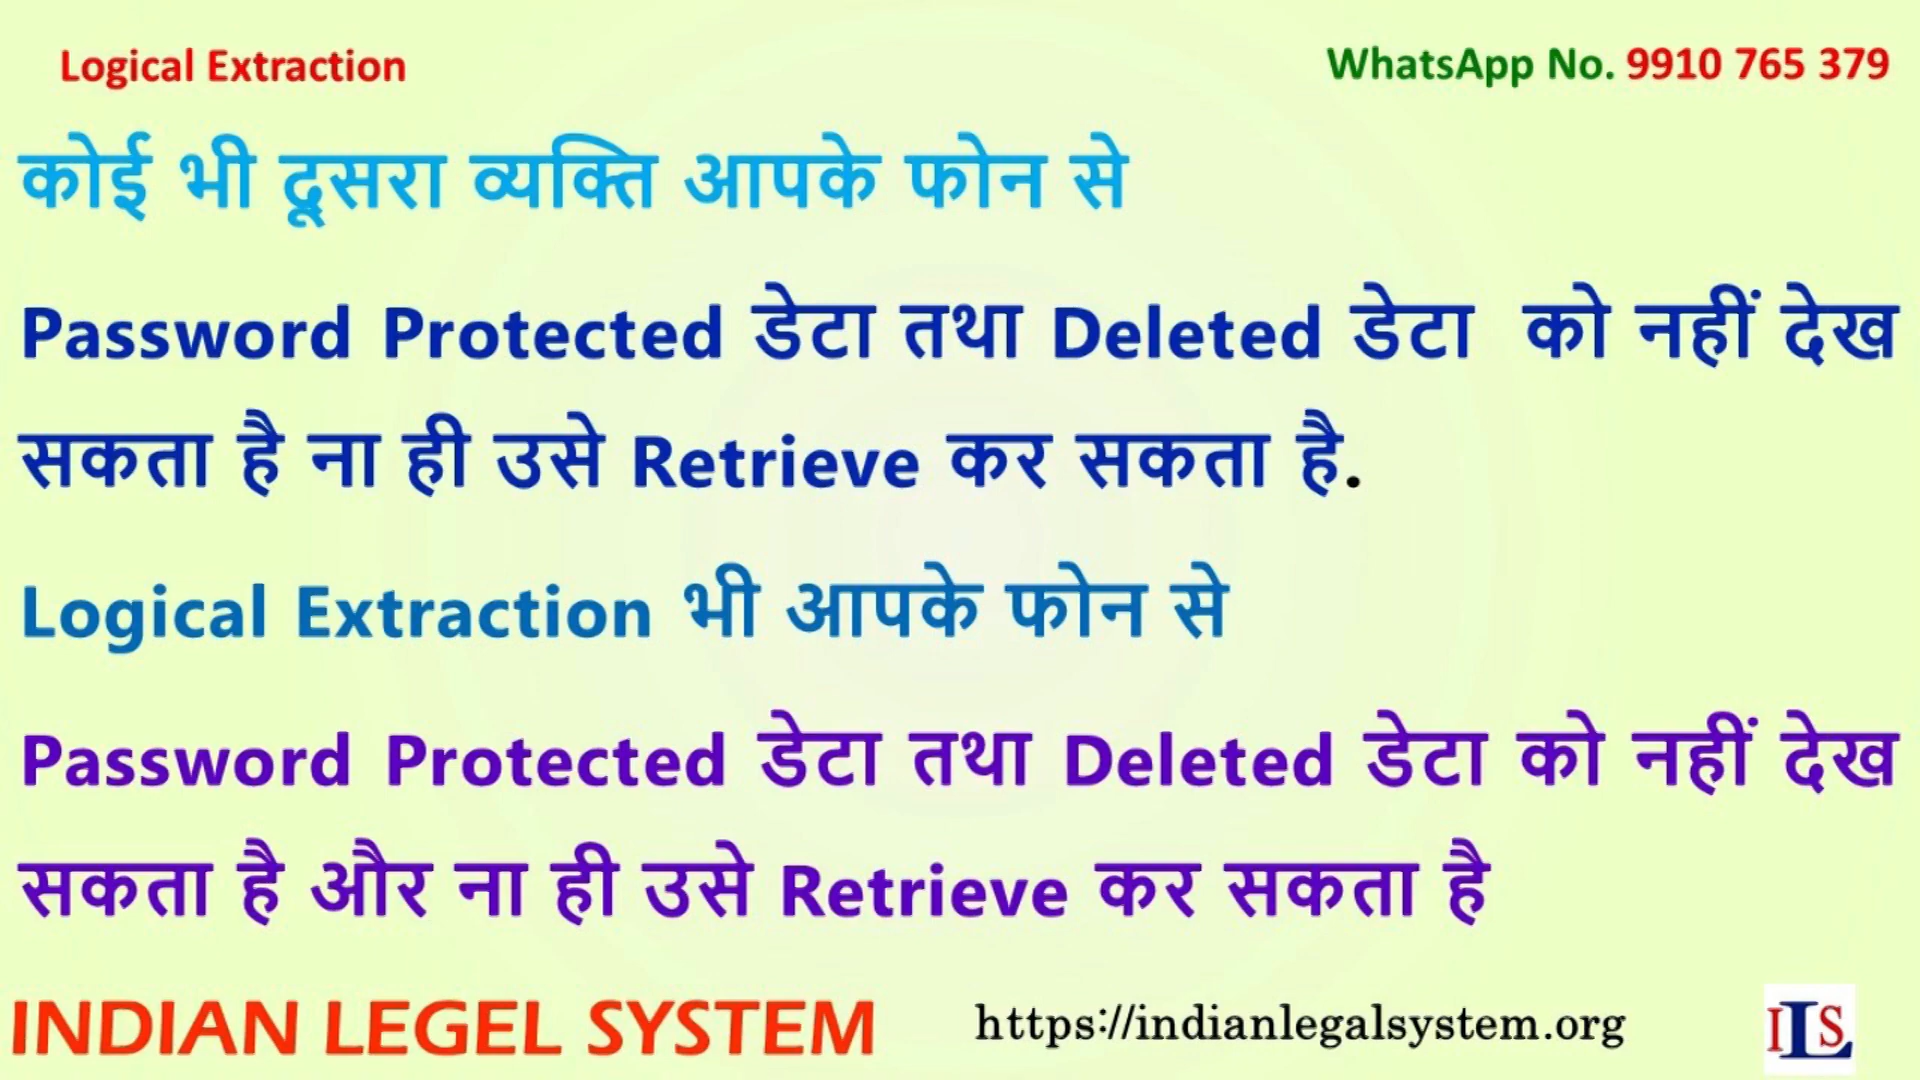 Logical Extraction
WhatsApp No. 9910 765 379
कोई भी दूसरा व्यक्ति आपके फोन से
Password Protected डेटा तथा Deleted डेटा को नहीं देख
सकता है ना ही उसे Retrieve कर सकता है.
Logical Extraction भी आपके फोन से
Password Protected डेटा तथा Deleted डेटा को नहीं देख
सकता है और ना ही उसे Retrieve कर सकता है
INDIAN LEGEL SYSTEM
https://indianlegalsystem.org
ILS